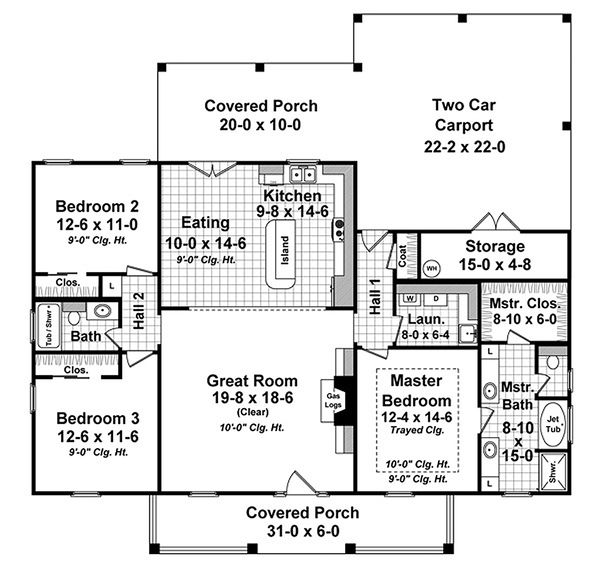 Covered Porch
20-0 x 10-0
Two Car
Carport
22-2 x 22-0
Bedroom 2
12-6 x 11-0
9'-0" Clg. Ht.
Kitchen
9-8 x 14-6
Eating
10-0 x 14-6
9'-0" Clg. Ht.
Island
Hall 1
Coat
WH
Storage
15-0 x 4-8
Clos.
L
Hall 2
Tub / Shwr
Bath
W
D
Laun.
8-0 x 6-4
Mstr. Clos.
8-10 x 6-0
Clos.
Bedroom 3
12-6 x 11-6
9'-0" Clg. Ht.
Great Room
19-8 x 18-6
(Clear)
10'-0" Clg. Ht.
Gas
Logs
Master
Bedroom
12-4 x 14-6
Trayed Clg.
10'-0" Clg. Ht.
9'-0" Clg. Ht.
L
Mstr.
Bath
8-10
x
15-0
Jet
Tub
Shwr.
L
Covered Porch
31-0 x 6-0